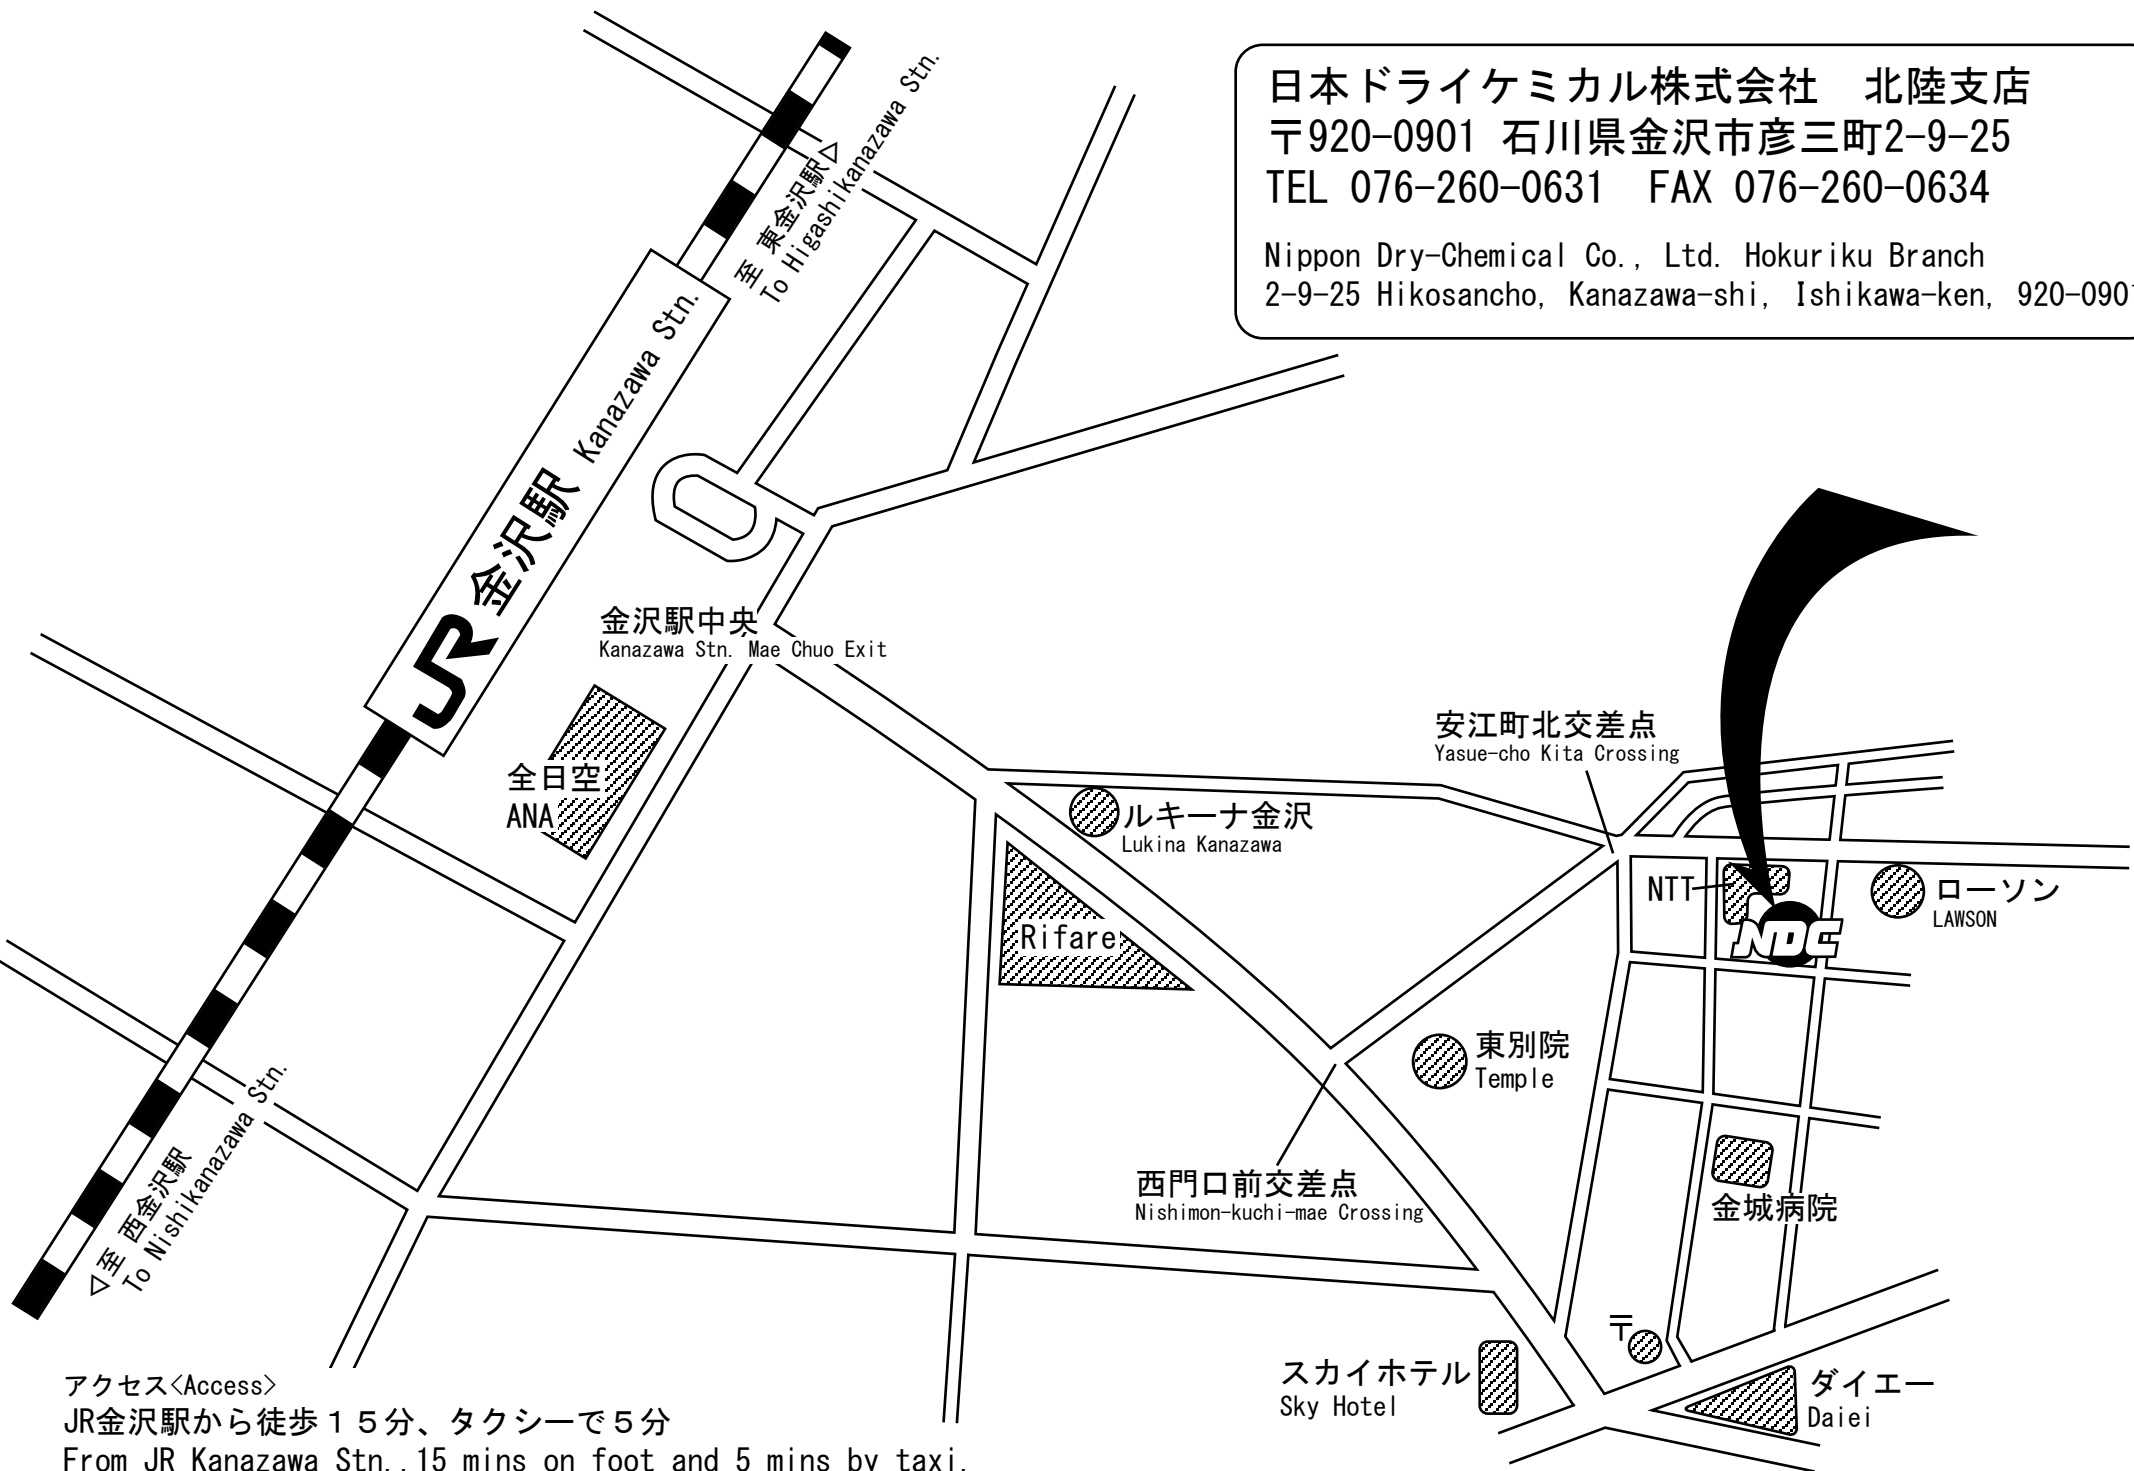 日本ドライケミカル株式会社　北陸支店
〒920-0901 石川県金沢市彦三町2-9-25
TEL 076-260-0631　FAX 076-260-0634
Nippon Dry-Chemical Co., Ltd. Hokuriku Branch
2-9-25 Hikosancho, Kanazawa-shi, Ishikawa-ken, 920-0901
至 東金沢駅▷
To Higashikanazawa Stn.
JR 金沢駅 Kanazawa Stn.
金沢駅中央
Kanazawa Stn. Mae Chuo Exit
全日空
ANA
安江町北交差点
Yasue-cho Kita Crossing
ルキーナ金沢
Lukina Kanazawa
Rifare
NTT
NDC
ローソン
LAWSON
東別院
Temple
西門口前交差点
Nishimon-kuchi-mae Crossing
金城病院
◁至 西金沢駅
To Nishikanazawa Stn.
〒
スカイホテル
Sky Hotel
ダイエー
Daiei
アクセス<Access>
JR金沢駅から徒歩１５分、タクシーで５分
From JR Kanazawa Stn., 15 mins on foot and 5 mins by taxi.